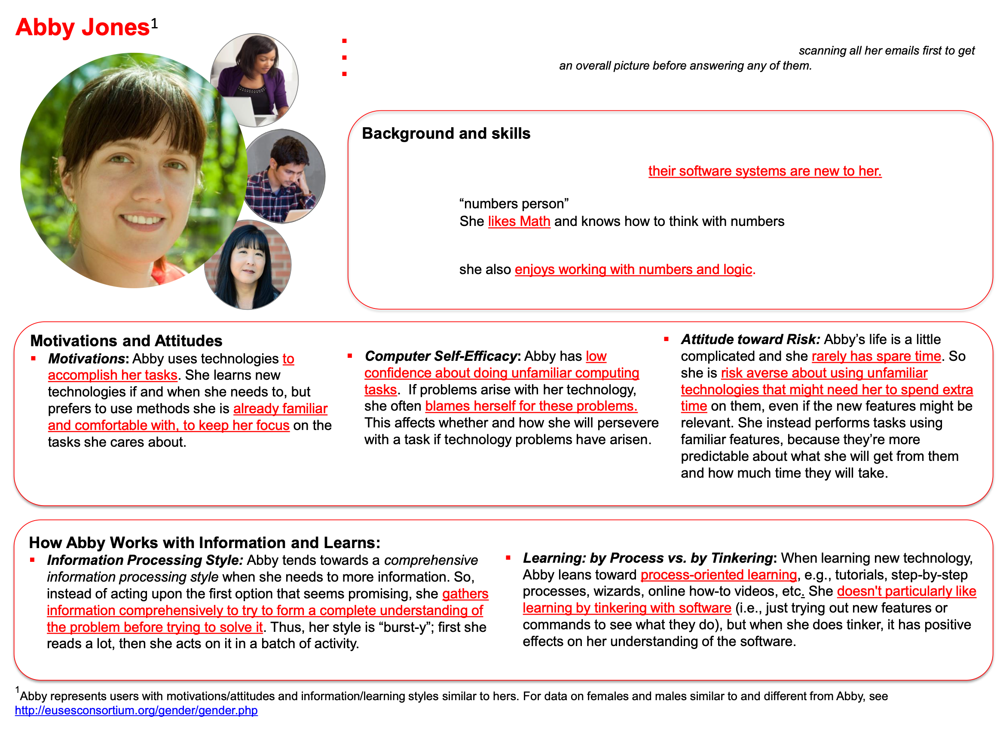 Abby Jones1
scanning all her emails first to get
an overall picture before answering any of them.
Background and skills
their software systems are new to her.
“numbers person”
She likes Math and knows how to think with numbers
she also enjoys working with numbers and logic.
Motivations and Attitudes
▪ Motivations: Abby uses technologies to
accomplish her tasks. She learns new
technologies if and when she needs to, but
prefers to use methods she is already familiar
and comfortable with, to keep her focus on the
tasks she cares about.
▪ Computer Self-Efficacy: Abby has low
confidence about doing unfamiliar computing
tasks.  If problems arise with her technology,
she often blames herself for these problems.
This affects whether and how she will persevere
with a task if technology problems have arisen.
▪ Attitude toward Risk: Abby’s life is a little
complicated and she rarely has spare time. So
she is risk averse about using unfamiliar
technologies that might need her to spend extra
time on them, even if the new features might be
relevant. She instead performs tasks using
familiar features, because they’re more
predictable about what she will get from them
and how much time they will take.
How Abby Works with Information and Learns:
▪ Information Processing Style: Abby tends towards a comprehensive
information processing style when she needs to more information. So,
instead of acting upon the first option that seems promising, she gathers
information comprehensively to try to form a complete understanding of
the problem before trying to solve it. Thus, her style is “burst-y”; first she
reads a lot, then she acts on it in a batch of activity.
▪ Learning: by Process vs. by Tinkering: When learning new technology,
Abby leans toward process-oriented learning, e.g., tutorials, step-by-step
processes, wizards, online how-to videos, etc. She doesn't particularly like
learning by tinkering with software (i.e., just trying out new features or
commands to see what they do), but when she does tinker, it has positive
effects on her understanding of the software.
1Abby represents users with motivations/attitudes and information/learning styles similar to hers. For data on females and males similar to and different from Abby, see
http://eusesconsortium.org/gender/gender.php